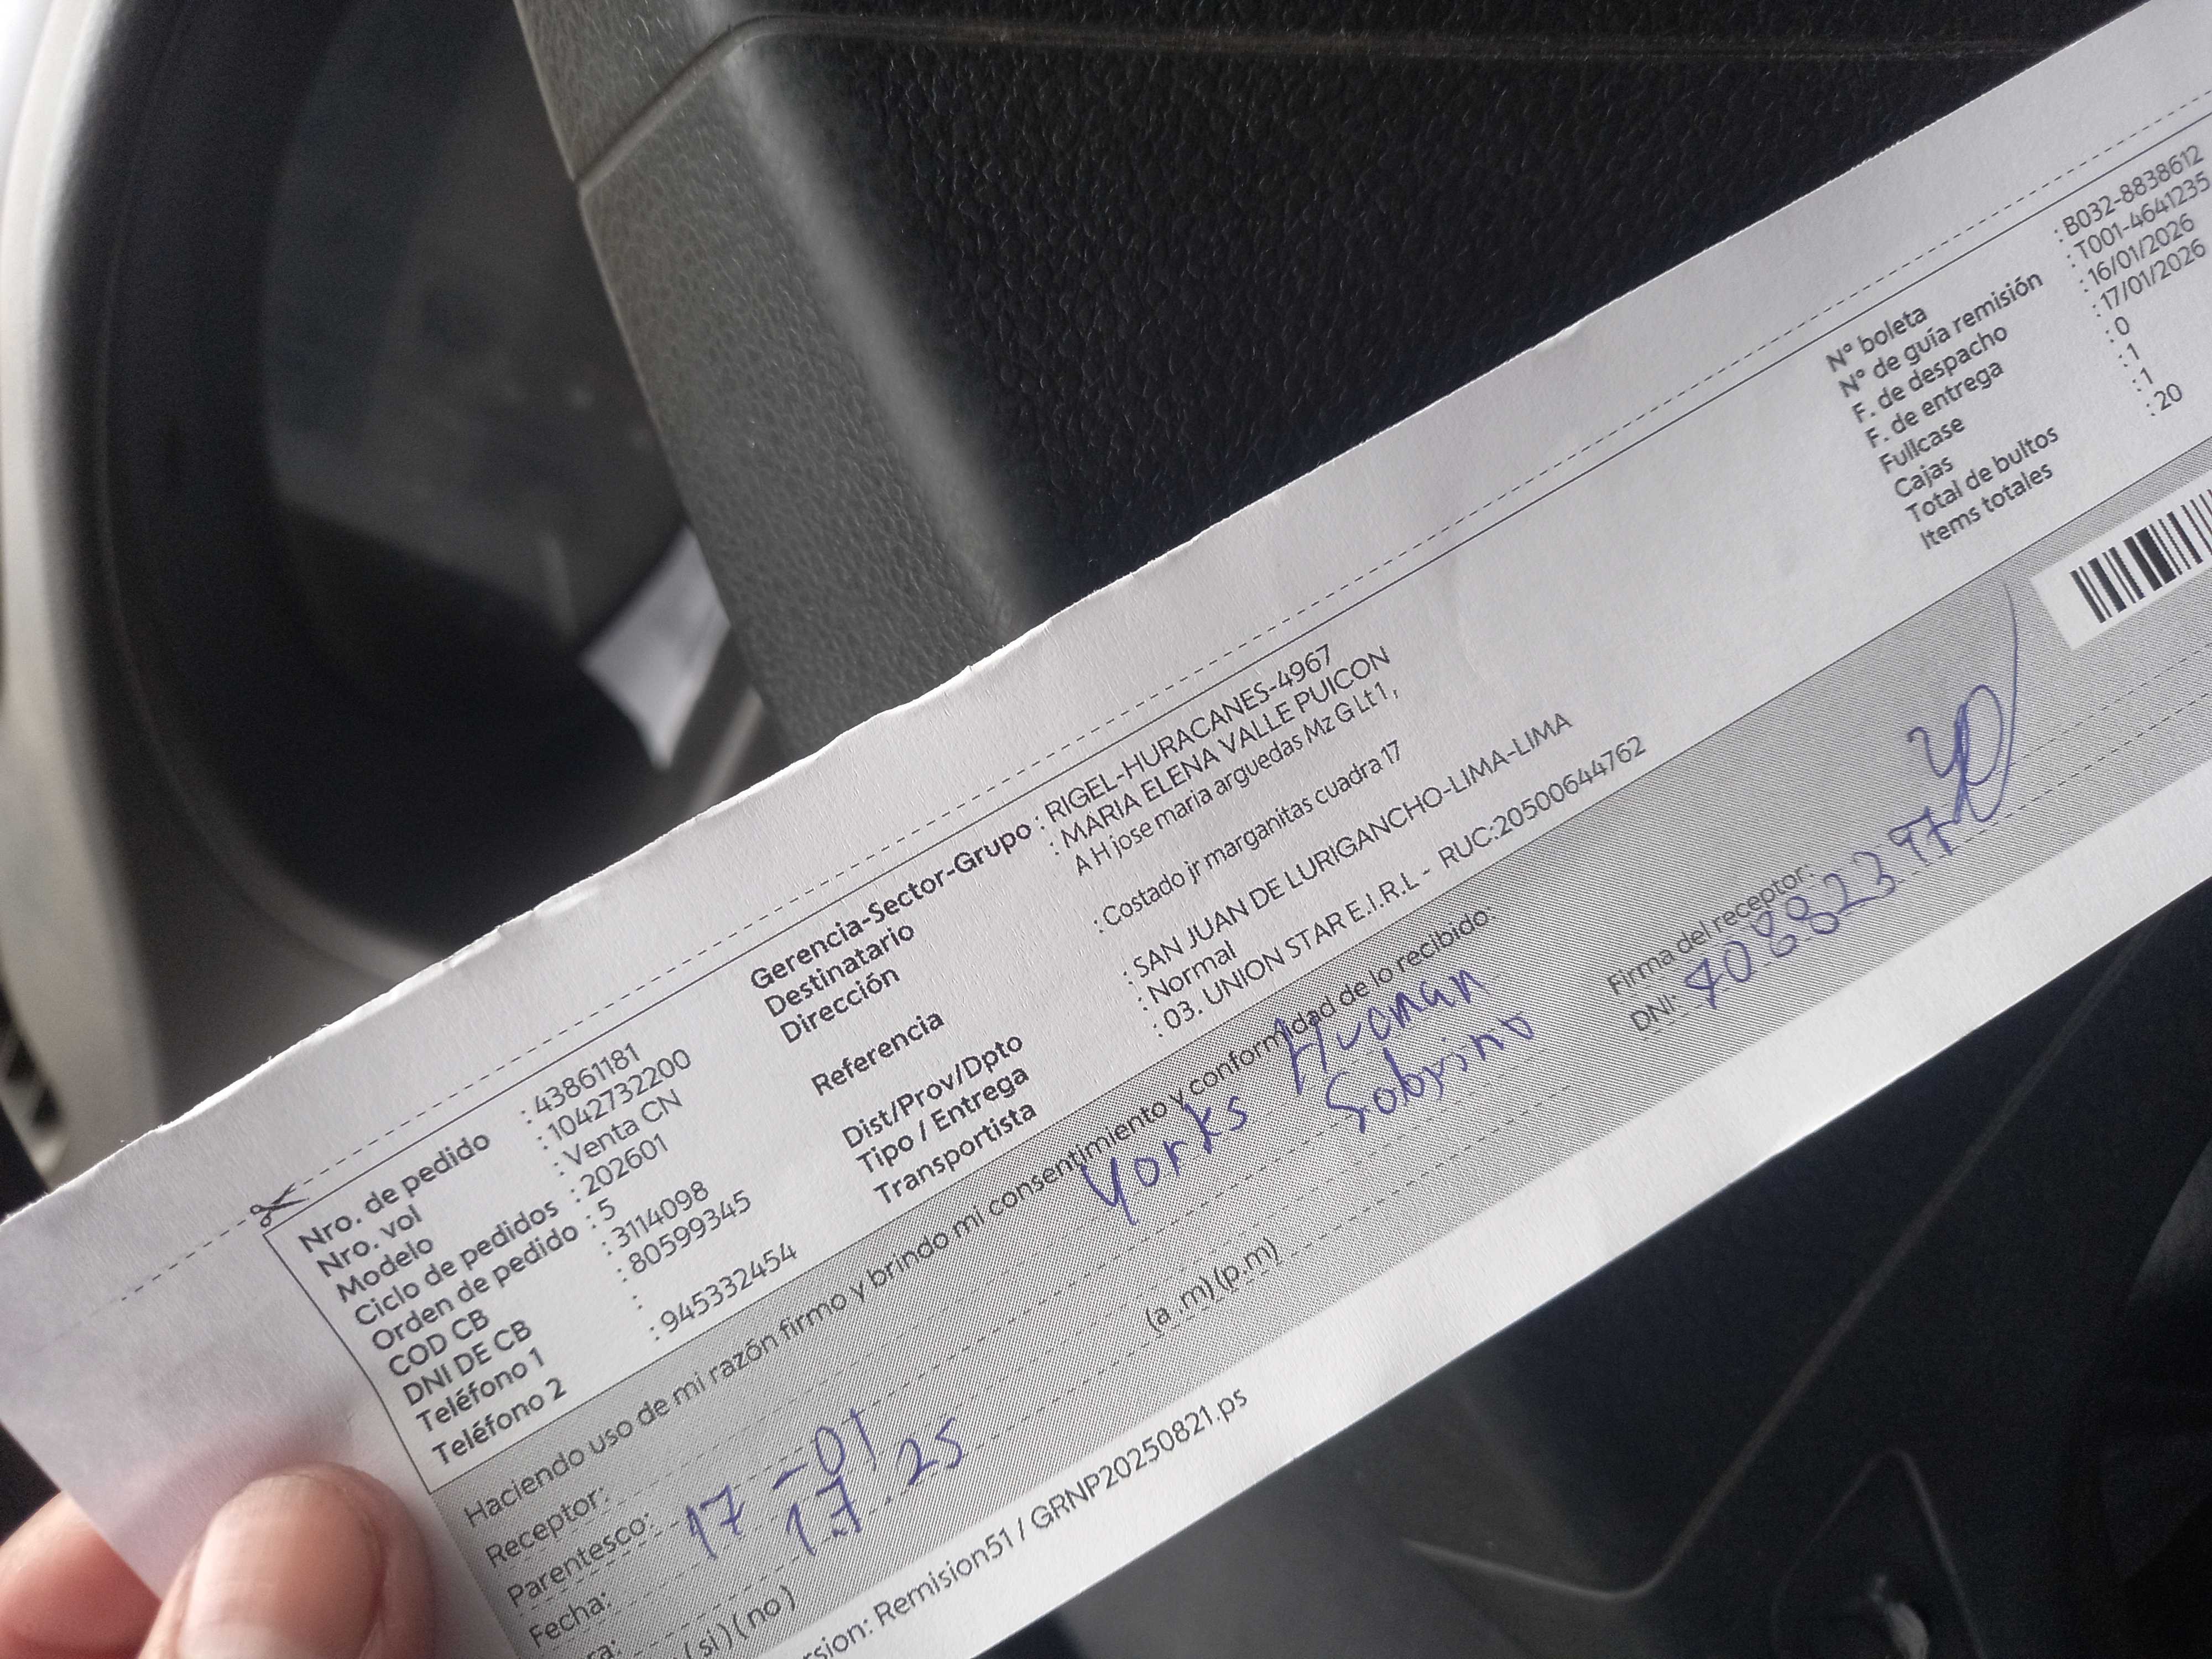 Nro. de pedido : 43861181
Nro. vol : 1042732200
Modelo : Venta CN
Ciclo de pedidos : 202601
Orden de pedido : 5
COD CB : 3114098
DNI DE CB : 80599345
Teléfono 1 :
Teléfono 2 : 945332454
Gerencia-Sector-Grupo : RIGEL-HURACANES-4967
Destinatario : MARIA ELENA VALLE PUICON
Dirección A H jose maria arguedas Mz G Lt 1 ,
Referencia : Costado jr marganitas cuadra 17
Dist/Prov/Dpto : SAN JUAN DE LURIGANCHO-LIMA-LIMA
Tipo / Entrega : Normal
Transportista : 03. UNION STAR E.I.R.L - RUC:20500644762
N° boleta : B032-8838612
N° de guía remisión : T001-4641235
F. de despacho : 16/01/2026
F. de entrega : 17/01/2026
Fullcase : 0
Cajas : 1
Total de bultos : 1
Items totales : 20
Haciendo uso de mi razón firmo y brindo mi consentimiento y conformidad de lo recibido:
Receptor: Yorks Hucman
Parentesco: Sobrino
Fecha: 17-01
ra: 17.25 (a .m) (p.m)
( si ) ( no )
Firma del receptor:
DNI: 70882397
rsion: Remision51 / GRNP20250821.ps